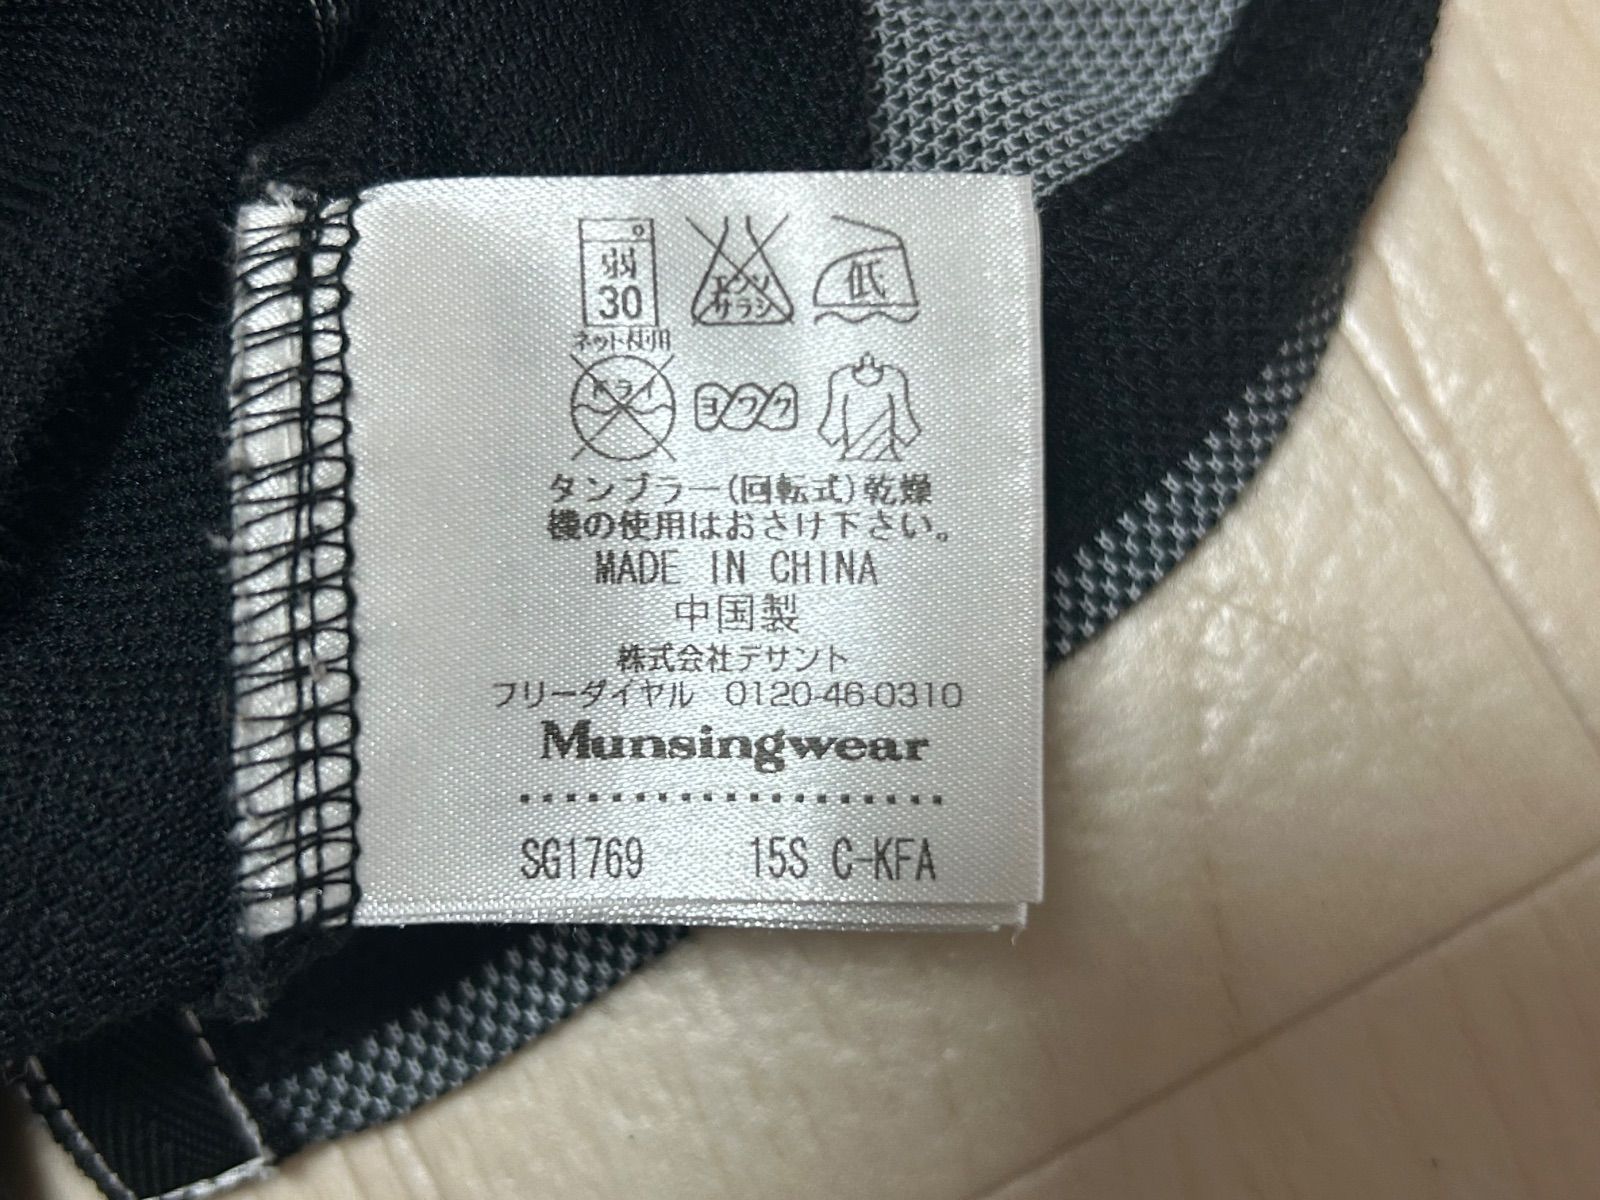 弱 エンソ 低
30 サラシ
ネット使用
ドライ ヨワク
タンブラー(回転式)乾燥
機の使用はおさけ下さい。
MADE IN CHINA
中国製
株式会社デサント
フリーダイヤル 0120-46-0310
Munsingwear
SG1769 15S C-KFA